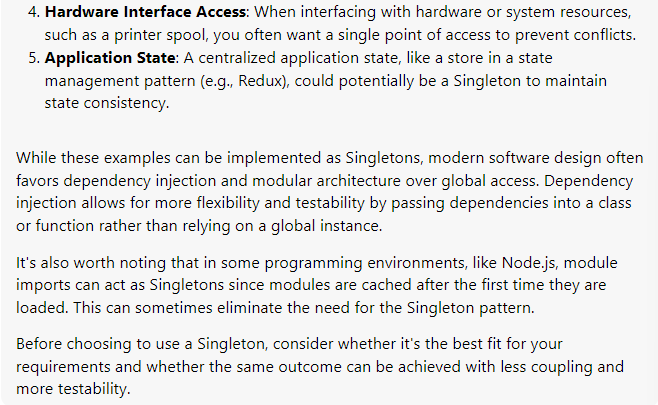 4. Hardware Interface Access: When interfacing with hardware or system resources,
such as a printer spool, you often want a single point of access to prevent conflicts.
5. Application State: A centralized application state, like a store in a state
management pattern (e.g., Redux), could potentially be a Singleton to maintain
state consistency.
While these examples can be implemented as Singletons, modern software design often
favors dependency injection and modular architecture over global access. Dependency
injection allows for more flexibility and testability by passing dependencies into a class
or function rather than relying on a global instance.
It's also worth noting that in some programming environments, like Node.js, module
imports can act as Singletons since modules are cached after the first time they are
loaded. This can sometimes eliminate the need for the Singleton pattern.
Before choosing to use a Singleton, consider whether it's the best fit for your
requirements and whether the same outcome can be achieved with less coupling and
more testability.